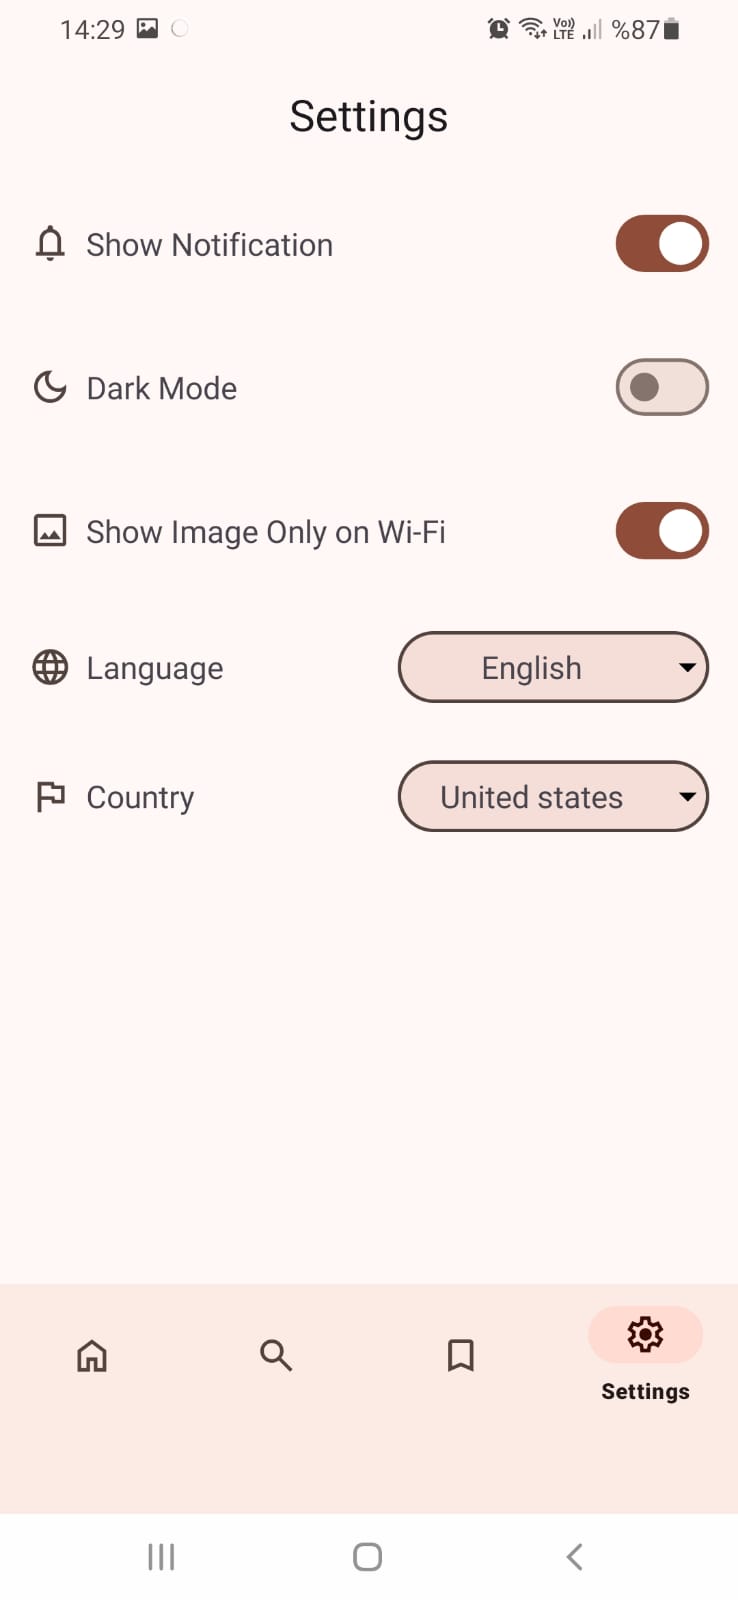 14:29 Vo)) LTE %87
Settings
Show Notification
Dark Mode
Show Image Only on Wi-Fi
Language English
Country United states
Settings